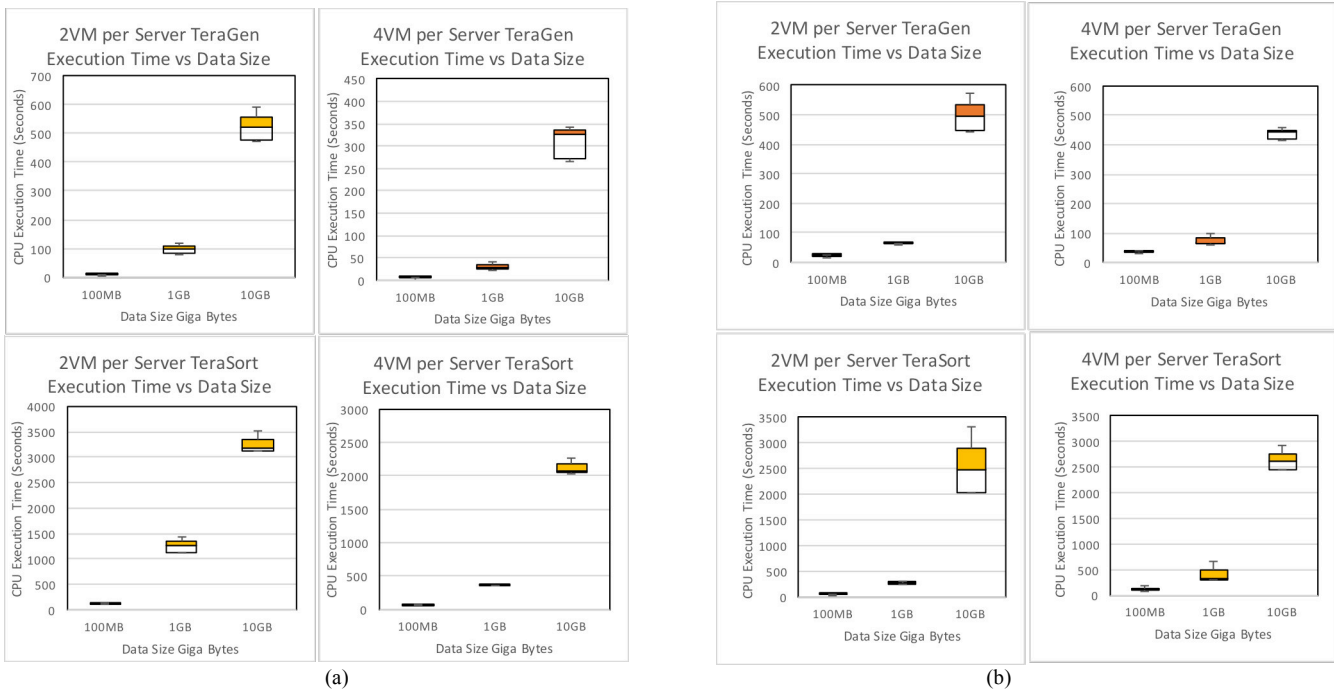 2VM per Server TeraGen
Execution Time vs Data Size
CPU Execution Time (Seconds)
700
600
500
400
300
200
100
0
100MB 1GB 10GB
Data Size Giga Bytes
4VM per Server TeraGen
Execution Time vs Data Size
CPU Execution Time (Seconds)
450
400
350
300
250
200
150
100
50
0
100MB 1GB 10GB
Data Size Giga Bytes
2VM per Server TeraSort
Execution Time vs Data Size
CPU Execution Time (Seconds)
4000
3500
3000
2500
2000
1500
1000
500
0
100MB 1GB 10GB
Data Size Giga Bytes
4VM per Server TeraSort
Execution Time vs Data Size
CPU Execution Time (Seconds)
3000
2500
2000
1500
1000
500
0
100MB 1GB 10GB
Data Size Giga Bytes
(a)
2VM per Server TeraGen
Execution Time vs Data Size
CPU Execution Time (Seconds)
600
500
400
300
200
100
0
100MB 1GB 10GB
Data Size Giga Bytes
4VM per Server TeraGen
Execution Time vs Data Size
CPU Execution Time (Seconds)
600
500
400
300
200
100
0
100MB 1GB 10GB
Data Size Giga Bytes
2VM per Server TeraSort
Execution Time vs Data Size
CPU Execution Time (Seconds)
3500
3000
2500
2000
1500
1000
500
0
100MB 1GB 10GB
Data Size Giga Bytes
4VM per Server TeraSort
Execution Time vs Data Size
CPU Execution Time (Seconds)
3500
3000
2500
2000
1500
1000
500
0
100MB 1GB 10GB
Data Size Giga Bytes
(b)